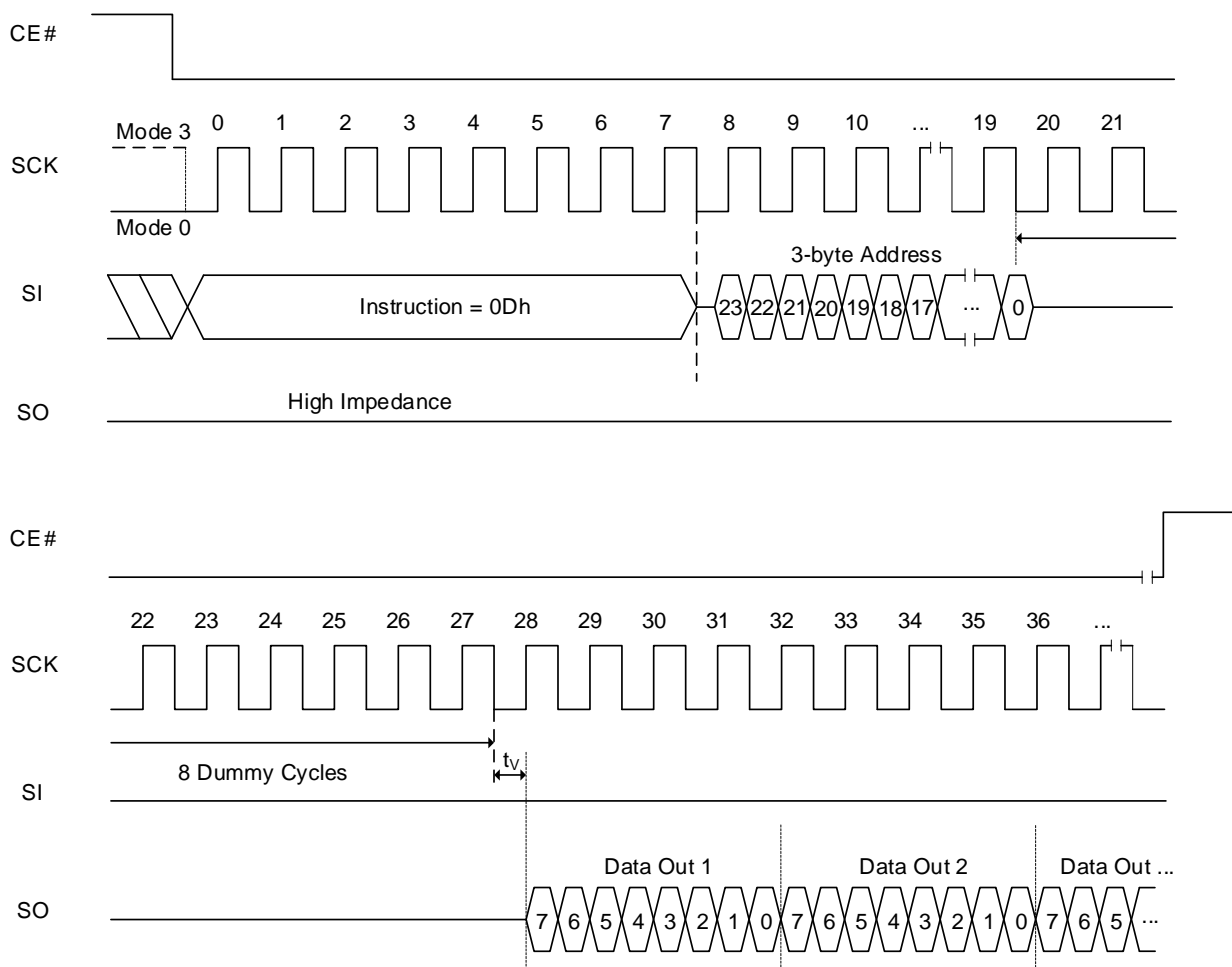 CE#
Mode 3
0 1 2 3 4 5 6 7 8 9 10 ... 19 20 21
SCK
Mode 0
3-byte Address
SI
Instruction = 0Dh
23 22 21 20 19 18 17 ... 0
SO
High Impedance
CE#
22 23 24 25 26 27 28 29 30 31 32 33 34 35 36 ...
SCK
8 Dummy Cycles
tV
SI
Data Out 1
Data Out 2
Data Out ...
SO
7 6 5 4 3 2 1 0 7 6 5 4 3 2 1 0 7 6 5 ...